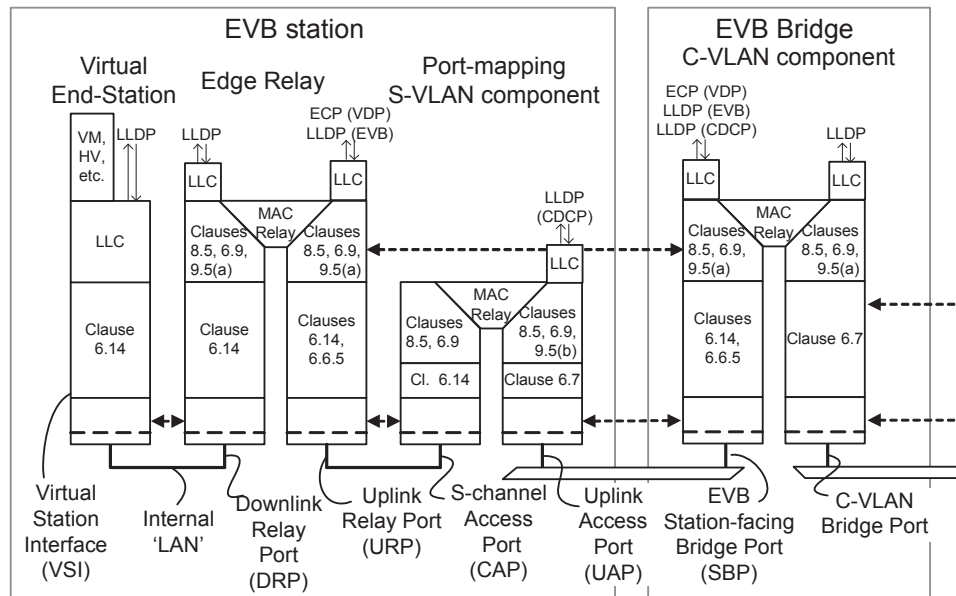 EVB station
EVB Bridge
C-VLAN component
Virtual
End-Station
Edge Relay
Port-mapping
S-VLAN component
ECP (VDP)
LLDP (EVB)
ECP (VDP)
LLDP (EVB)
LLDP (CDCP)
VM,
HV,
etc.
LLDP
LLDP
LLDP
LLC
LLC
LLC
LLC
LLDP
(CDCP)
LLC
LLC
MAC
Relay
MAC
Relay
MAC
Relay
Clauses
8.5, 6.9,
9.5(a)
Clauses
8.5, 6.9,
9.5(a)
Clauses
8.5, 6.9
Clauses
8.5, 6.9,
9.5(b)
Clauses
8.5, 6.9,
9.5(a)
Clauses
8.5, 6.9,
9.5(a)
Clause
6.14
Clause
6.14
Clauses
6.14,
6.6.5
Cl. 6.14
Clause 6.7
Clauses
6.14,
6.6.5
Clause 6.7
Virtual
Station
Interface
(VSI)
Internal
‘LAN’
Downlink
Relay
Port
(DRP)
Uplink
Relay Port
(URP)
S-channel
Access
Port
(CAP)
Uplink
Access
Port
(UAP)
EVB
Station-facing
Bridge Port
(SBP)
C-VLAN
Bridge Port